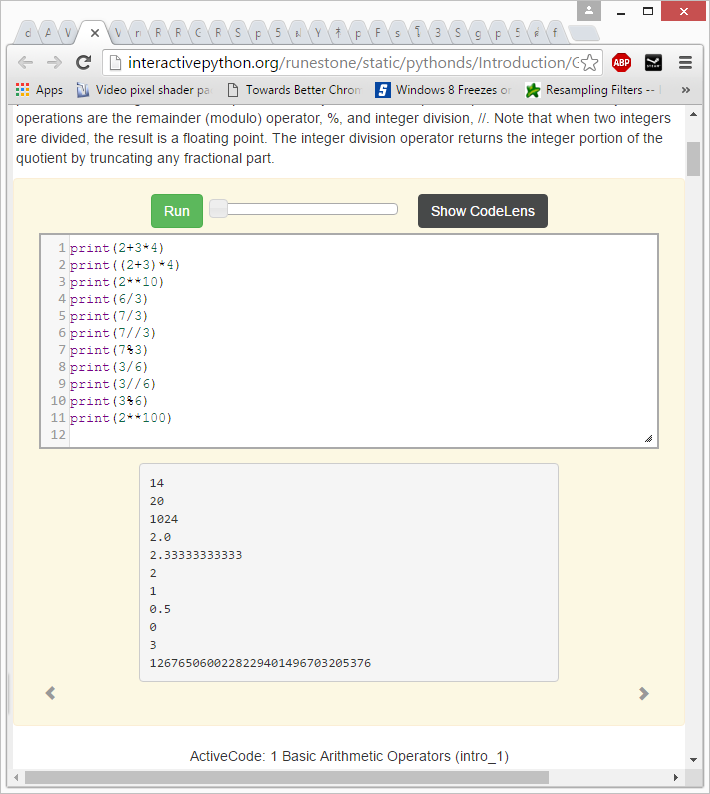 interactivepython.org/runestone/static/pythonds/Introduction/G
ABP
Apps Video pixel shader pa Towards Better Chron Windows 8 Freezes or Resampling Filters -- »
operations are the remainder (modulo) operator, %, and integer division, //. Note that when two integers
are divided, the result is a floating point. The integer division operator returns the integer portion of the
quotient by truncating any fractional part.
Run Show CodeLens
1 print(2+3*4)
2 print((2+3)*4)
3 print(2**10)
4 print(6/3)
5 print(7/3)
6 print(7//3)
7 print(7%3)
8 print(3/6)
9 print(3//6)
10 print(3%6)
11 print(2**100)
12
14
20
1024
2.0
2.33333333333
2
1
0.5
0
3
1267650600228229401496703205376
ActiveCode: 1 Basic Arithmetic Operators (intro_1)